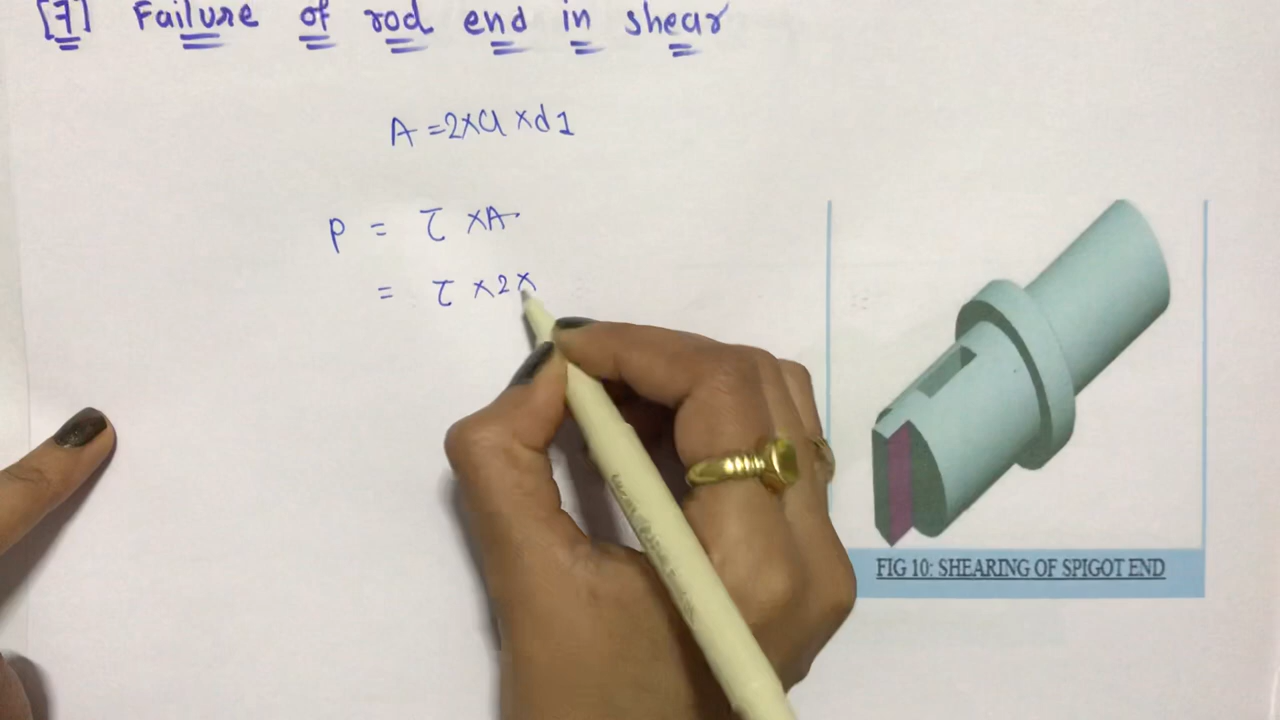 [7] Failure of rod end in shear
A = 2×a×d1
P = τ ×A
= τ ×2×
FIG 10: SHEARING OF SPIGOT END